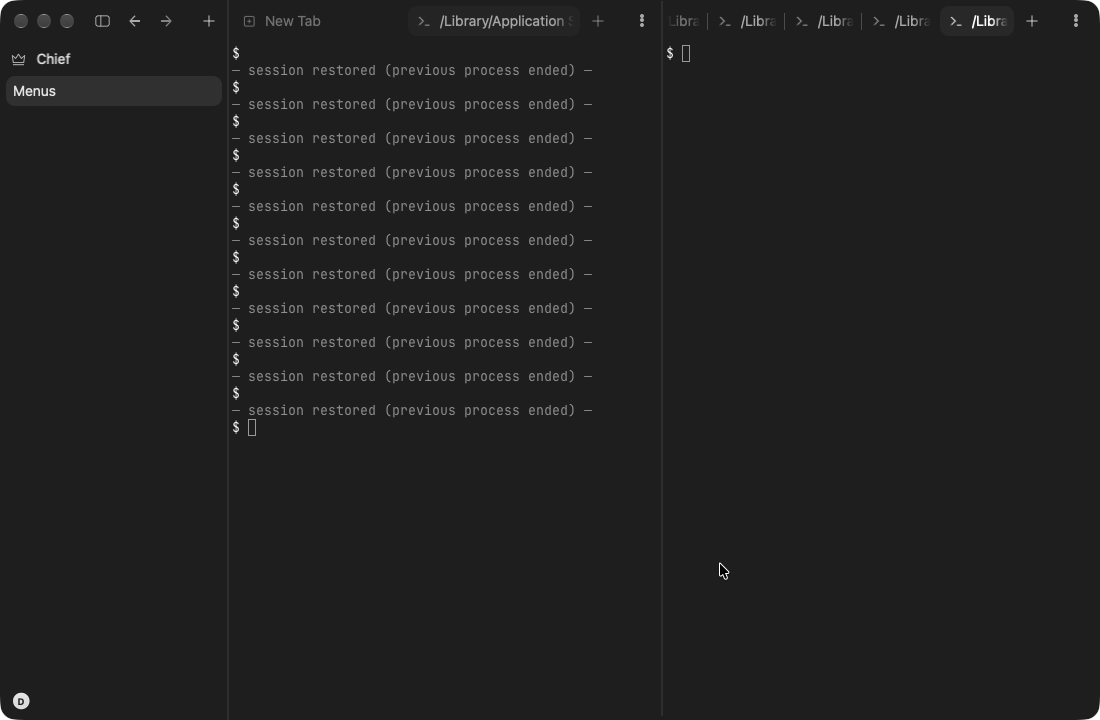 New Tab
/Library/Application
Libra
/Libra
/Libra
/Libra
/Libra
Chief
Menus
$
— session restored (previous process ended) —
$
— session restored (previous process ended) —
$
— session restored (previous process ended) —
$
— session restored (previous process ended) —
$
— session restored (previous process ended) —
$
— session restored (previous process ended) —
$
— session restored (previous process ended) —
$
— session restored (previous process ended) —
$
— session restored (previous process ended) —
$
— session restored (previous process ended) —
$
— session restored (previous process ended) —
$
$
D